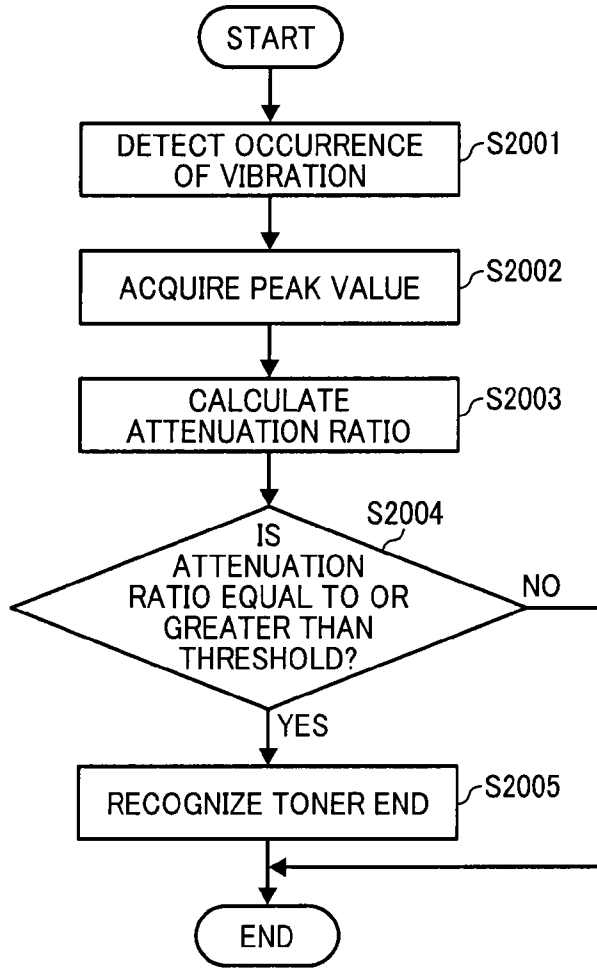 START
DETECT OCCURRENCE
OF VIBRATION
S2001
ACQUIRE PEAK VALUE
S2002
CALCULATE
ATTENUATION RATIO
S2003
S2004
IS
ATTENUATION
RATIO EQUAL TO OR
GREATER THAN
THRESHOLD?
NO
YES
RECOGNIZE TONER END
S2005
END